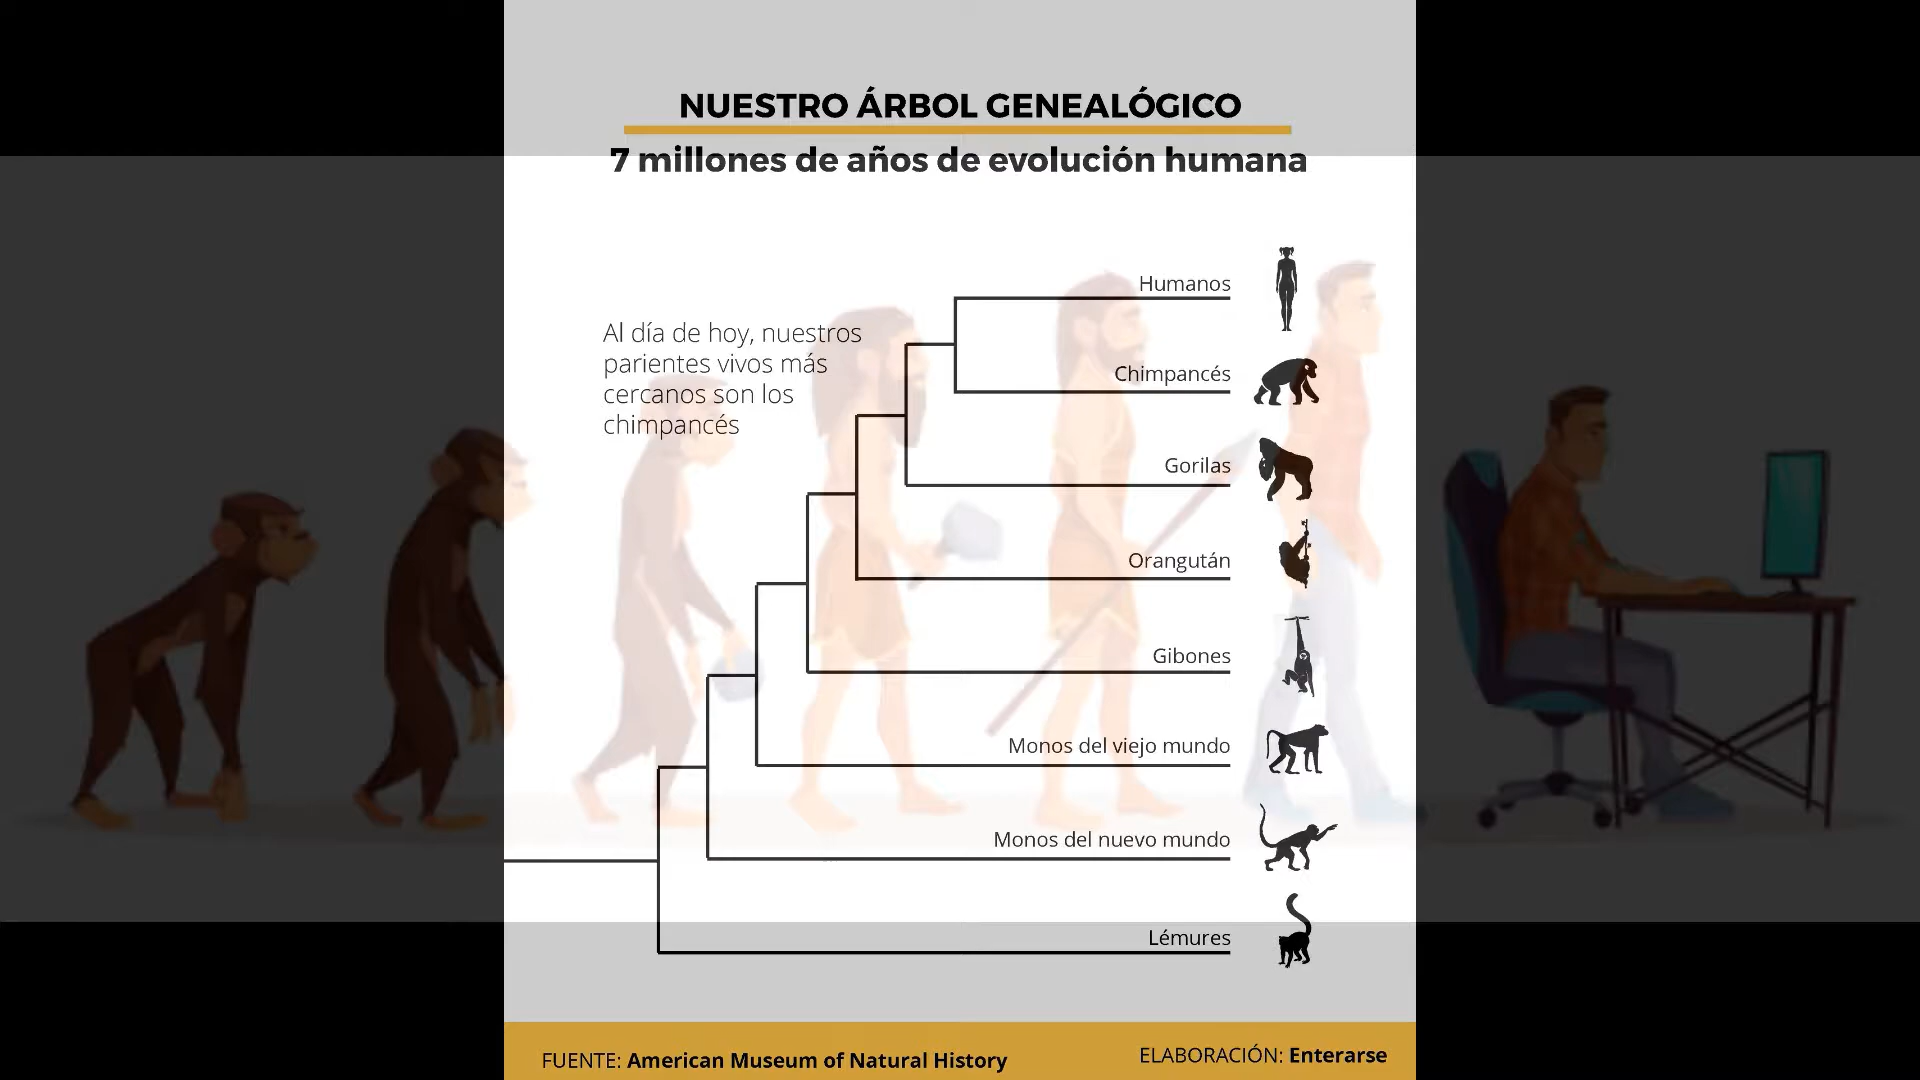 NUESTRO ÁRBOL GENEALÓGICO
7 millones de años de evolución humana
Al día de hoy, nuestros
parientes vivos más
cercanos son los
chimpancés
Humanos
Chimpancés
Gorilas
Orangután
Gibones
Monos del viejo mundo
Monos del nuevo mundo
Lémures
FUENTE: American Museum of Natural History
ELABORACIÓN: Enterarse